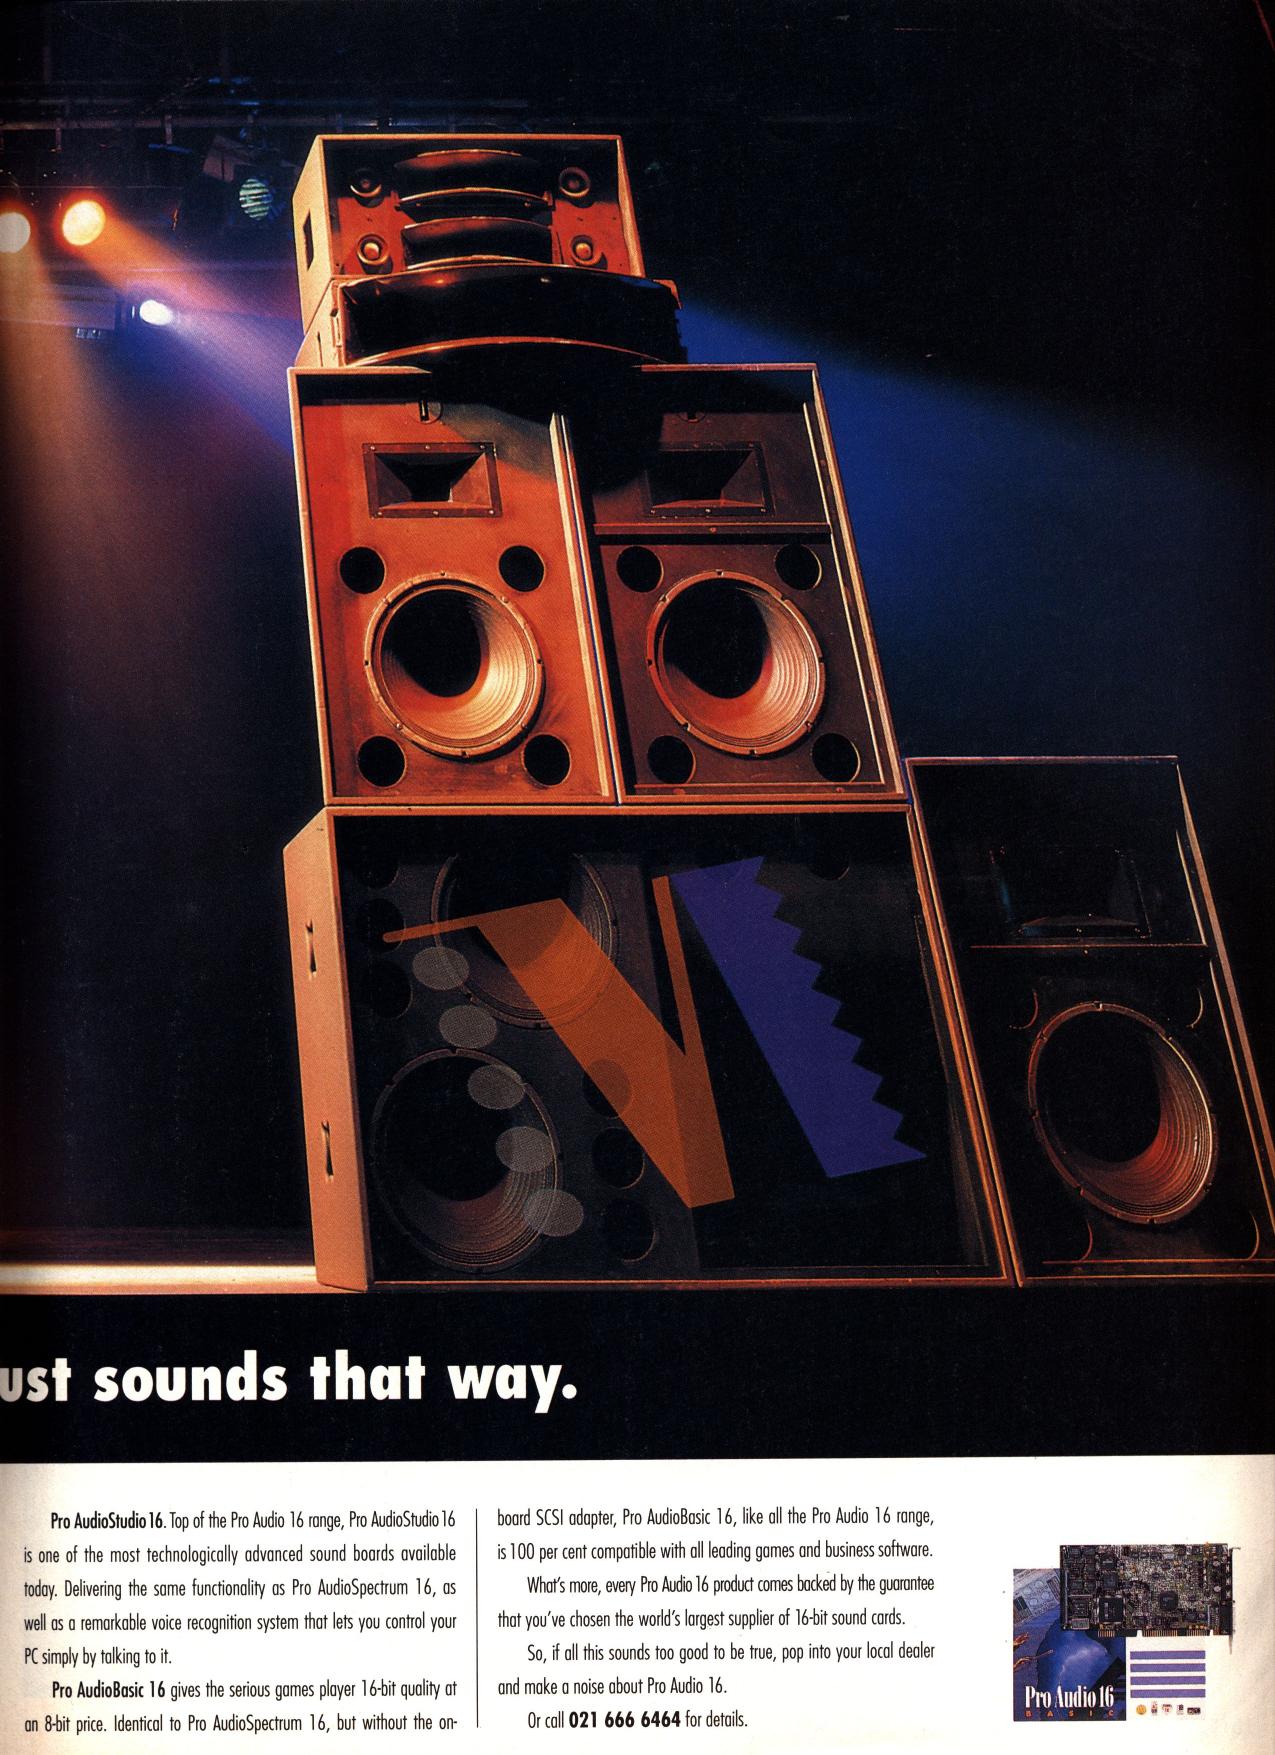 ust sounds that way.
Pro AudioStudio 16. Top of the Pro Audio 16 range, Pro AudioStudio 16
is one of the most technologically advanced sound boards available
today. Delivering the same functionality as Pro AudioSpectrum 16, as
well as a remarkable voice recognition system that lets you control your
PC simply by talking to it.
Pro AudioBasic 16 gives the serious games player 16-bit quality at
an 8-bit price. Identical to Pro AudioSpectrum 16, but without the on-
board SCSI adapter, Pro AudioBasic 16, like all the Pro Audio 16 range,
is 100 per cent compatible with all leading games and business software.
What's more, every Pro Audio 16 product comes backed by the guarantee
that you've chosen the world's largest supplier of 16-bit sound cards.
So, if all this sounds too good to be true, pop into your local dealer
and make a noise about Pro Audio 16.
Or call 021 666 6464 for details.
Pro Audio 16
BASIC